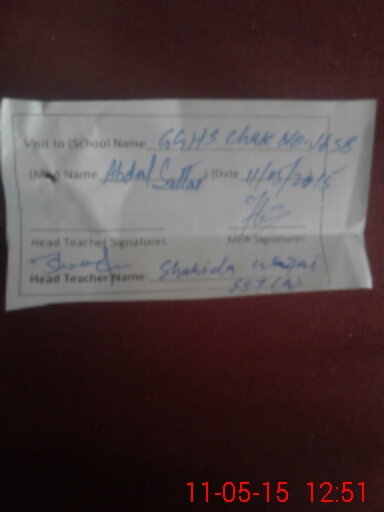 Visit to (School Name GGHS Chak No-
(MEA Name Abdul Sattar) (Date 11/05/2015
Head Teacher Signatures MEA Signatures
Head Teacher Name: Shahida
SST
11-05-15 12:51